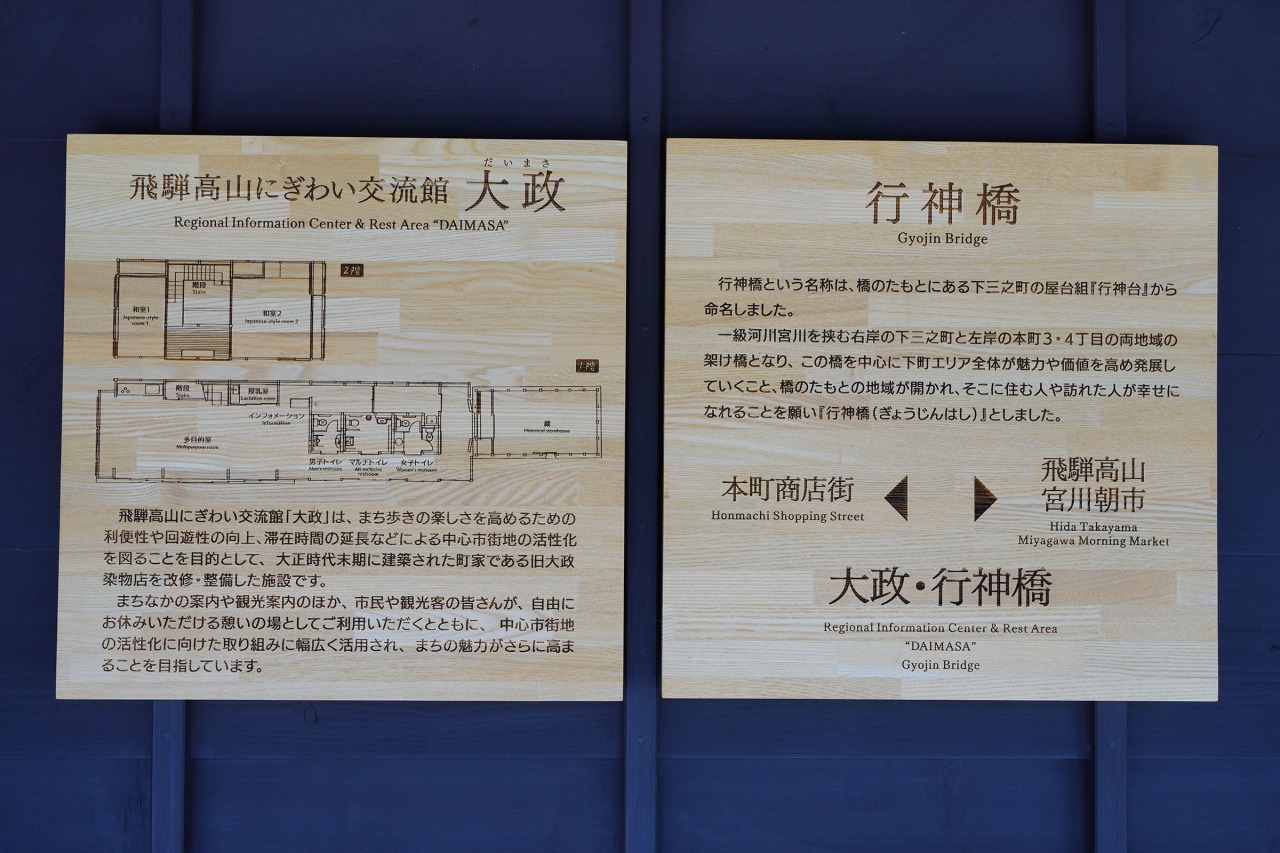 だいまさ
飛騨高山にぎわい交流館 大政
Regional Information Center & Rest Area “DAIMASA”
2階
階段
Stairs
和室1
Japanese-style
room 1
和室2
Japanese-style room 2
1階
階段
Stairs
授乳室
Lactation room
インフォメーション
Information
多目的室
Multipurpose room
蔵
Historical storehouse
男子トイレ
Men's restroom
マルチトイレ
All-inclusive
restroom
女子トイレ
Women's restroom
飛騨高山にぎわい交流館「大政」は、まち歩きの楽しさを高めるための
利便性や回遊性の向上、滞在時間の延長などによる中心市街地の活性化
を図ることを目的として、大正時代末期に建築された町家である旧大政
染物店を改修・整備した施設です。
まちなかの案内や観光案内のほか、市民や観光客の皆さんが、自由に
お休みいただける憩いの場としてご利用いただくとともに、中心市街地
の活性化に向けた取り組みに幅広く活用され、まちの魅力がさらに高ま
ることを目指しています。
行神橋
Gyojin Bridge
行神橋という名称は、橋のたもとにある下三之町の屋台組『行神台』から
命名しました。
一級河川宮川を挟む右岸の下三之町と左岸の本町3・4丁目の両地域の
架け橋となり、この橋を中心に下町エリア全体が魅力や価値を高め発展し
ていくこと、橋のたもとの地域が開かれ、そこに住む人や訪れた人が幸せに
なれることを願い『行神橋（ぎょうじんはし）』としました。
本町商店街
Honmachi Shopping Street
飛騨高山
宮川朝市
Hida Takayama
Miyagawa Morning Market
大政・行神橋
Regional Information Center & Rest Area
“DAIMASA”
Gyojin Bridge